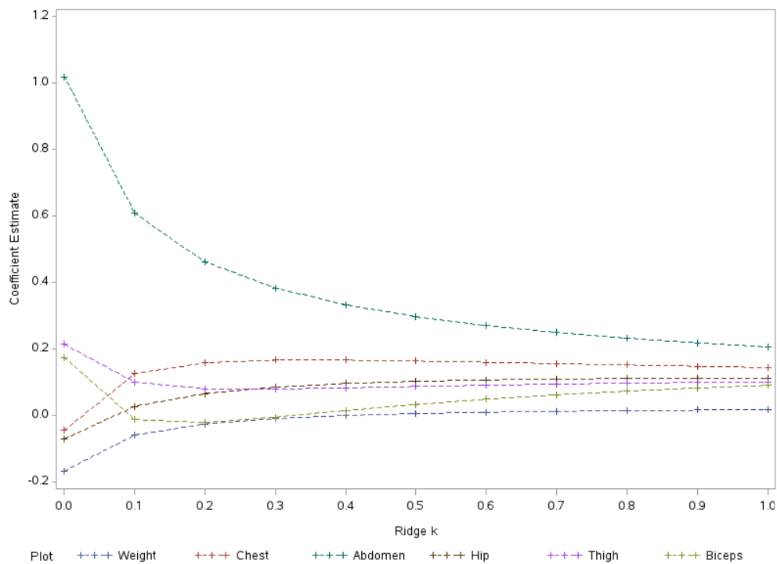 1.2
1.0
0.8
0.6
0.4
0.2
0.0
-0.2
Coefficient Estimate
0.0 0.1 0.2 0.3 0.4 0.5 0.6 0.7 0.8 0.9 1.0
Ridge k
Plot Weight Chest Abdomen Hip Thigh Biceps